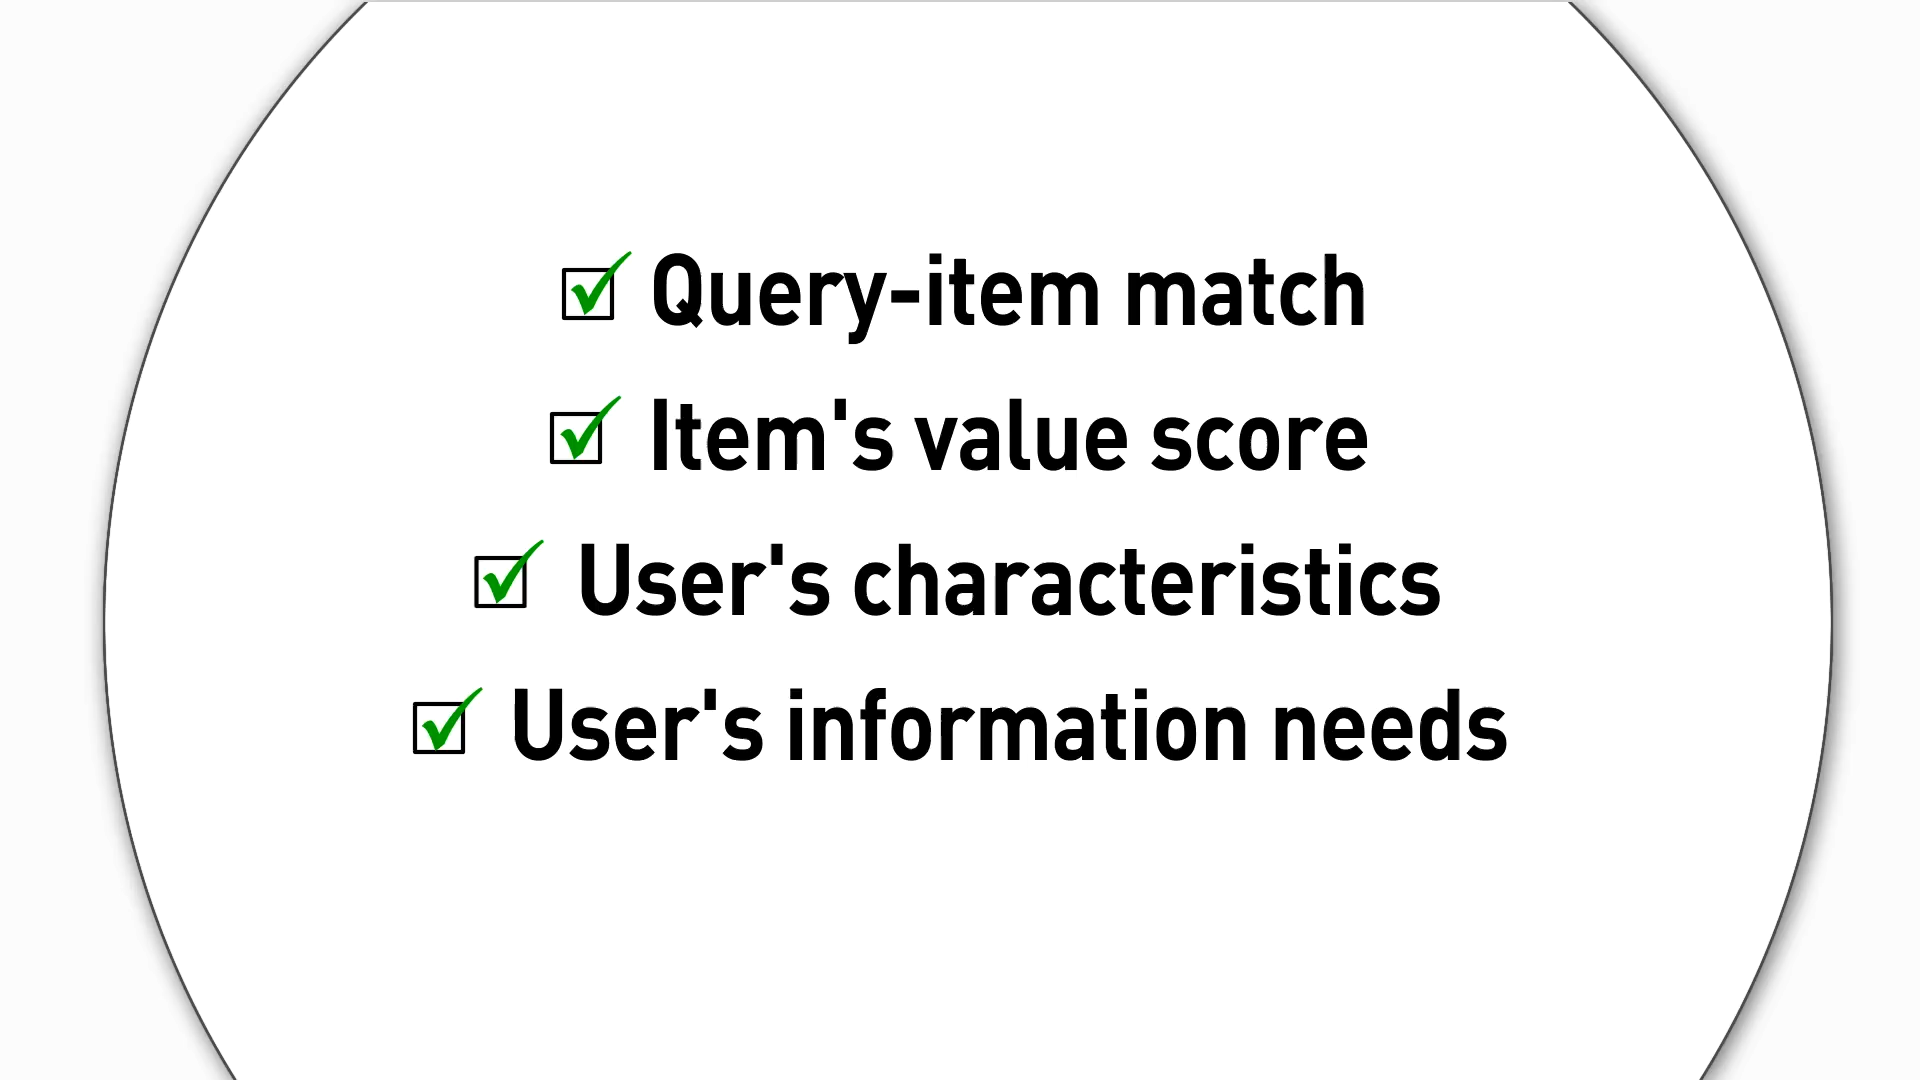 Query-item match
Item's value score
User's characteristics
User's information needs